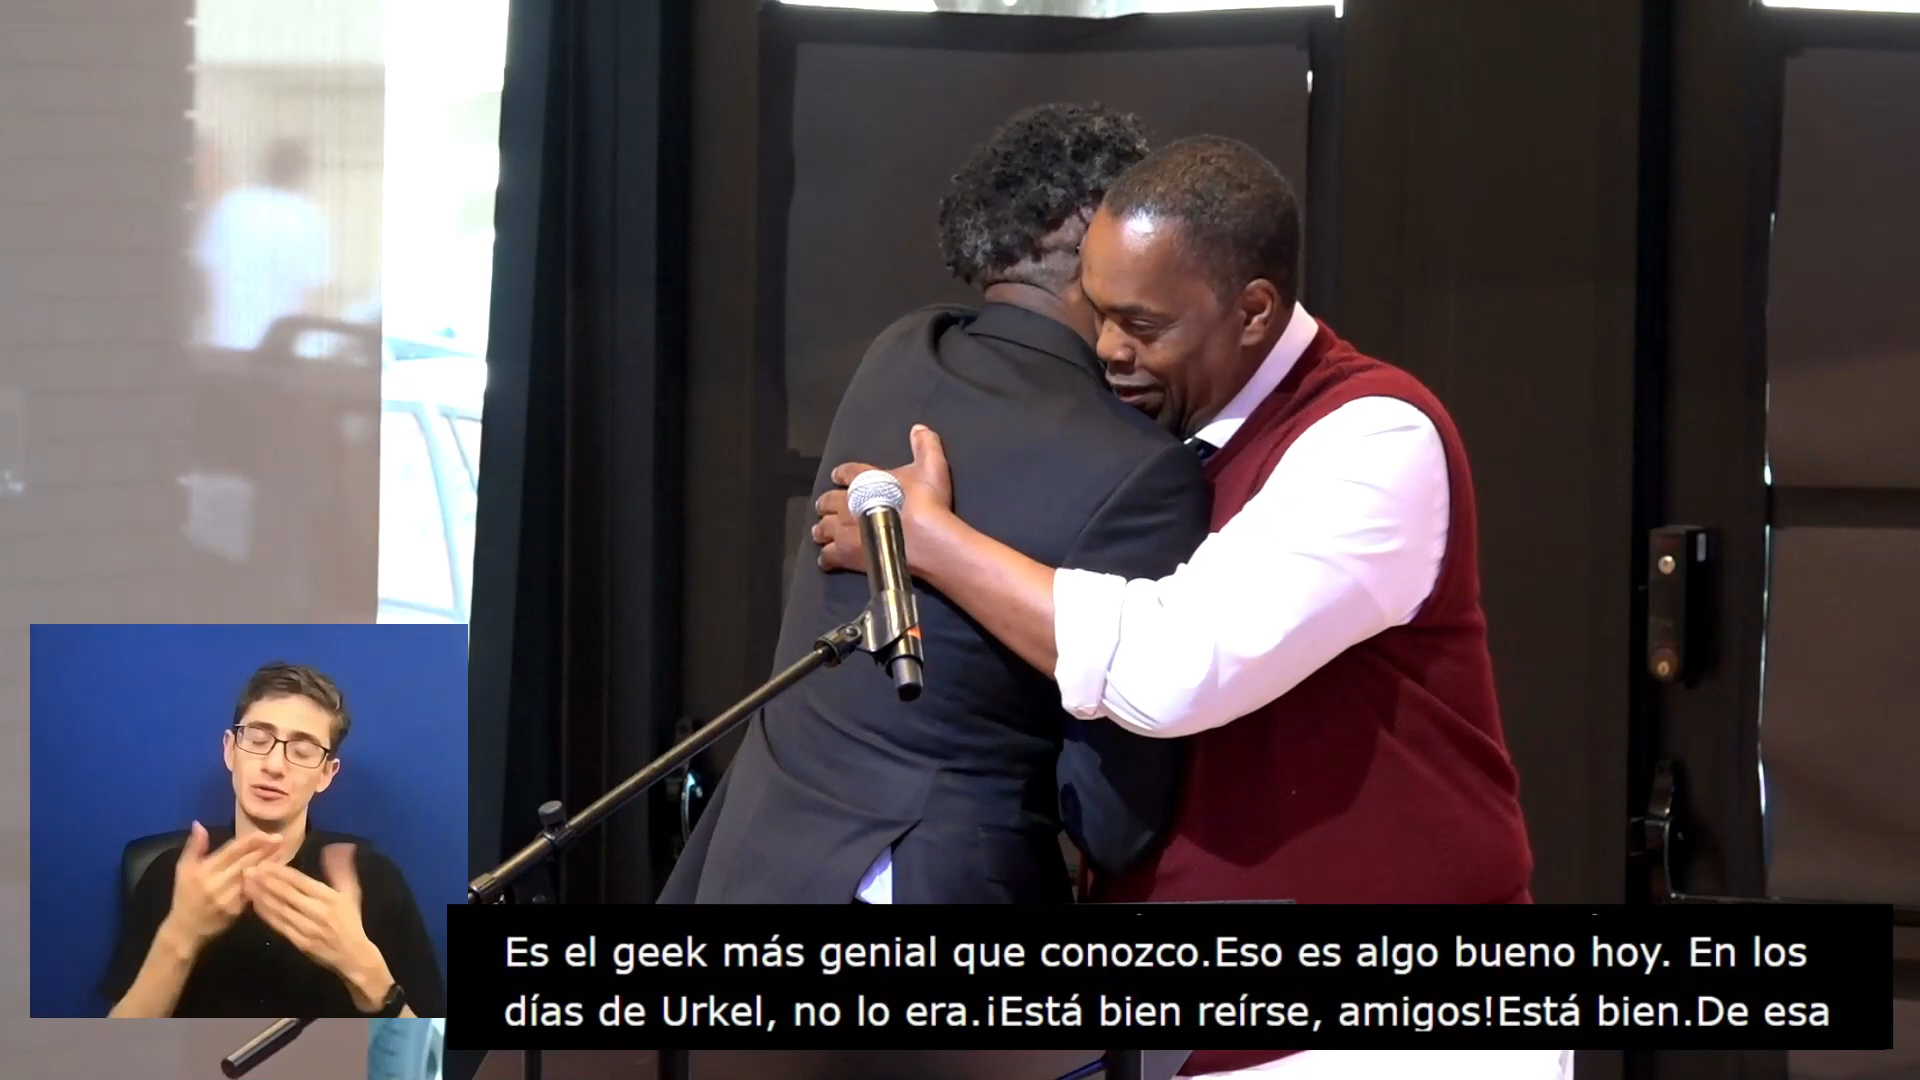 Es el geek más genial que conozco.Eso es algo bueno hoy. En los
días de Urkel, no lo era.¡Está bien reírse, amigos!Está bien.De esa